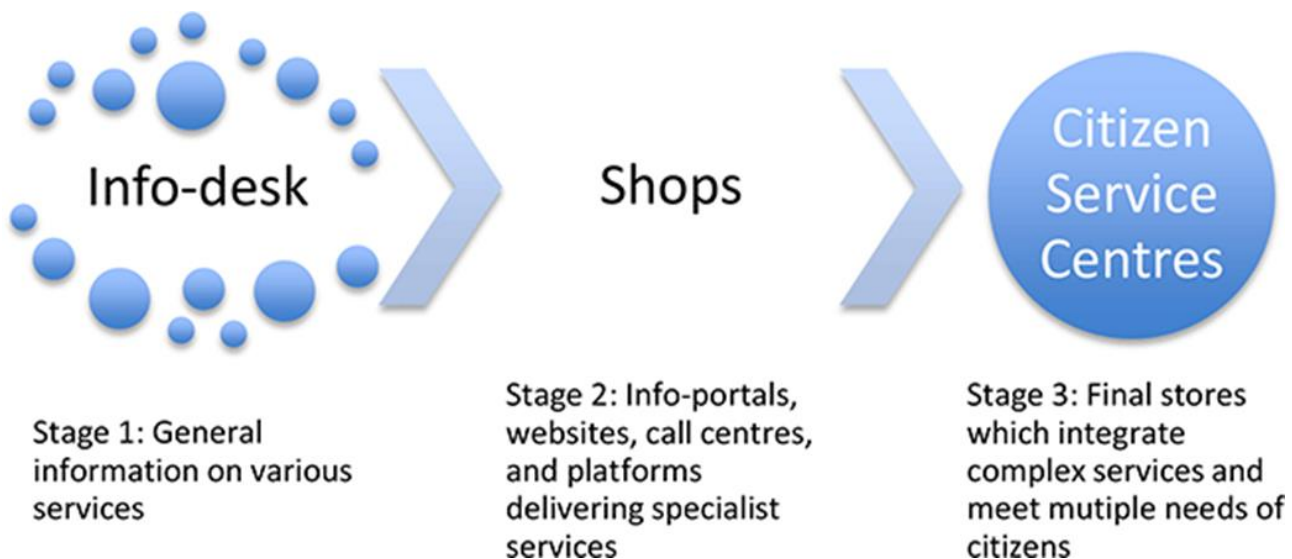 Info-desk
Shops
Citizen
Service
Centres
Stage 1: General
information on various
services
Stage 2: Info-portals,
websites, call centres,
and platforms
delivering specialist
services
Stage 3: Final stores
which integrate
complex services and
meet mutiple needs of
citizens